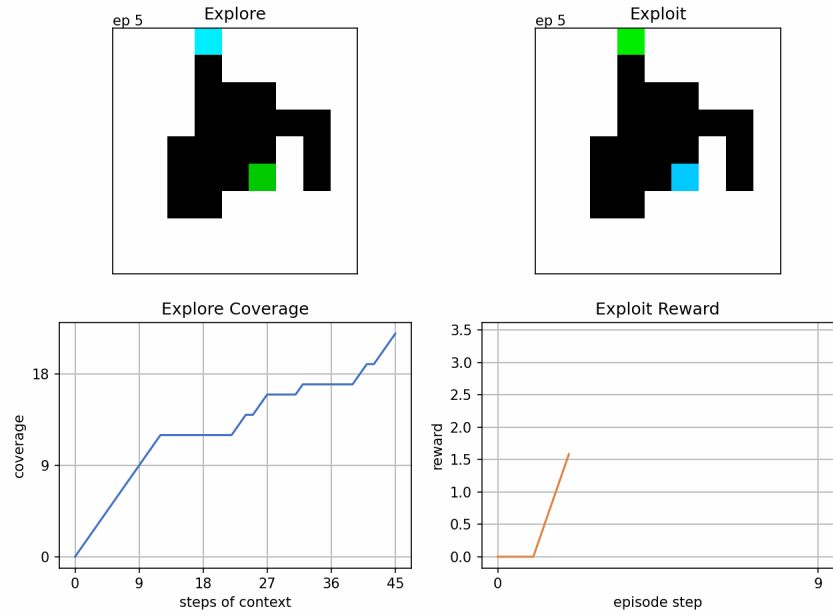 Explore
ep 5
Exploit
ep 5
Explore Coverage
coverage
18
9
0
0 9 18 27 36 45
steps of context
Exploit Reward
reward
3.5
3.0
2.5
2.0
1.5
1.0
0.5
0.0
0 9
episode step